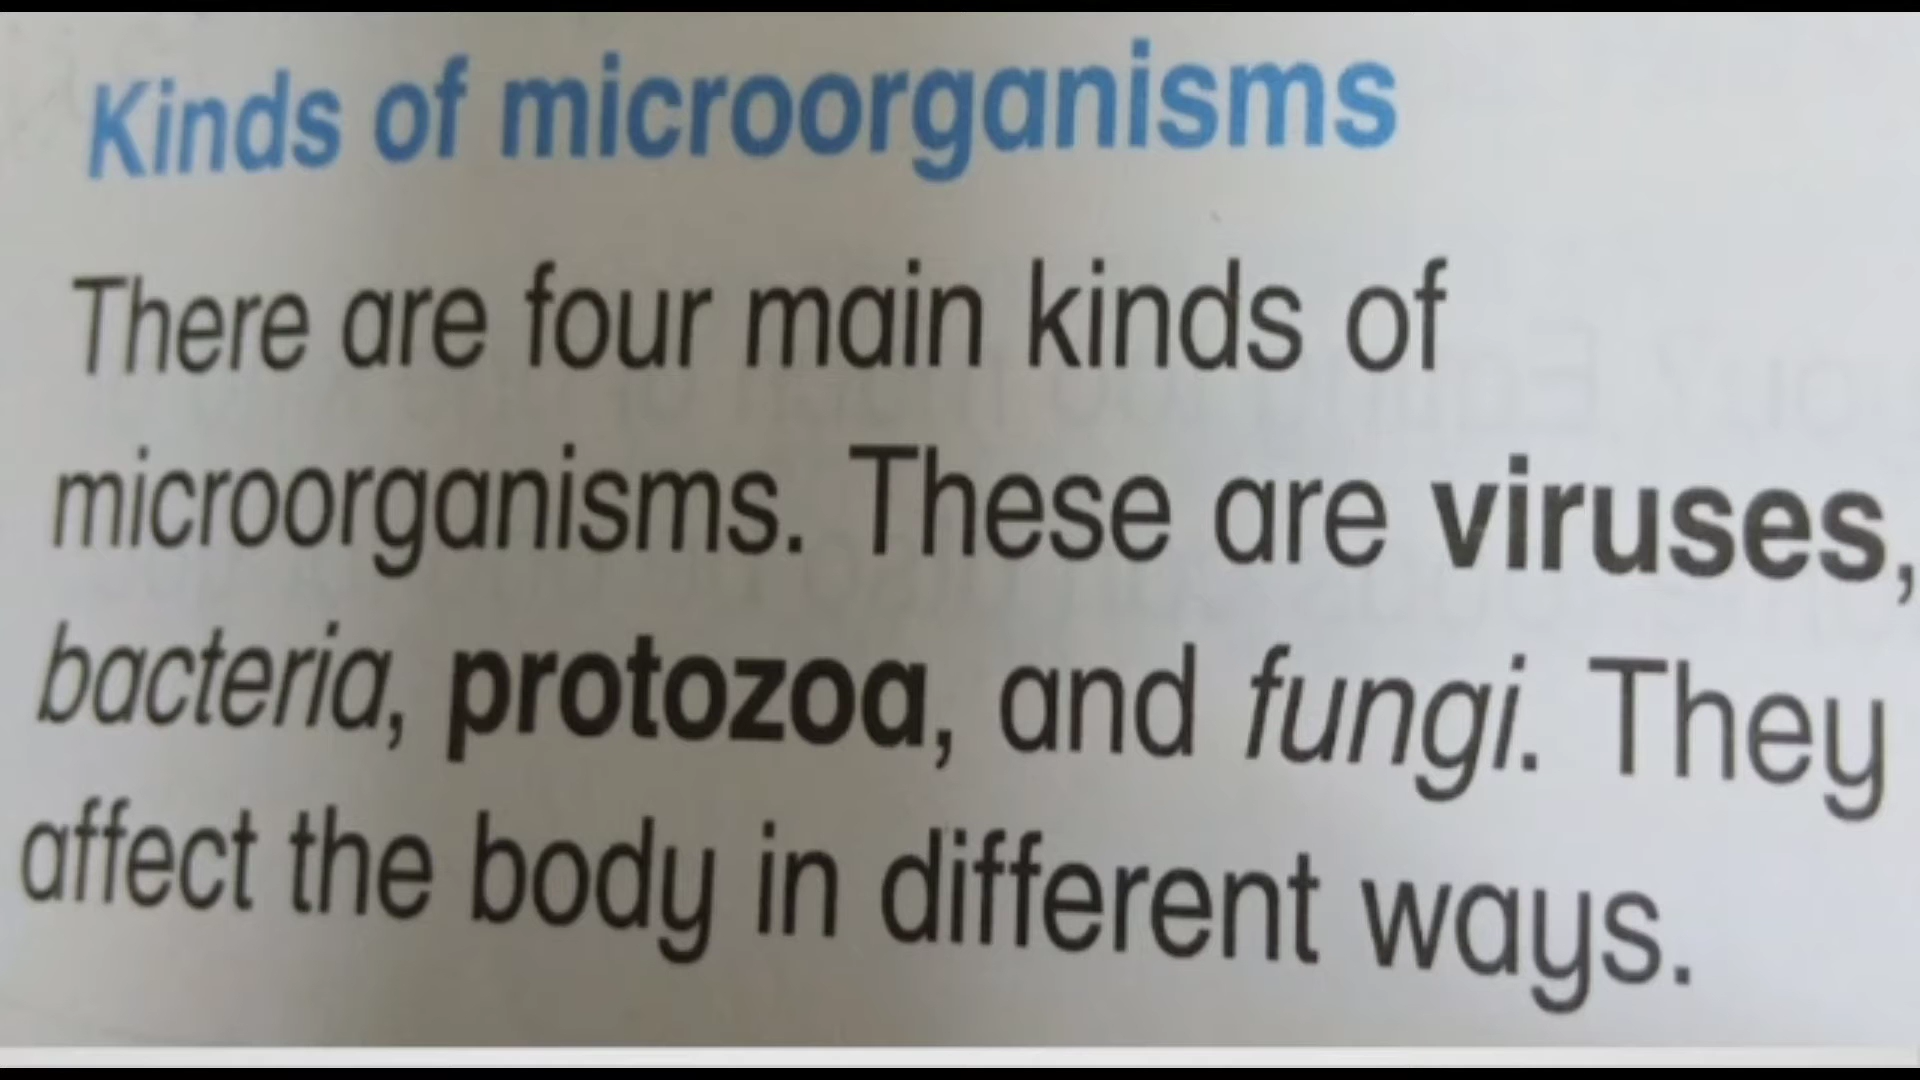 Kinds of microorganisms
There are four main kinds of
microorganisms. These are viruses,
bacteria, protozoa, and fungi. They
affect the body in different ways.